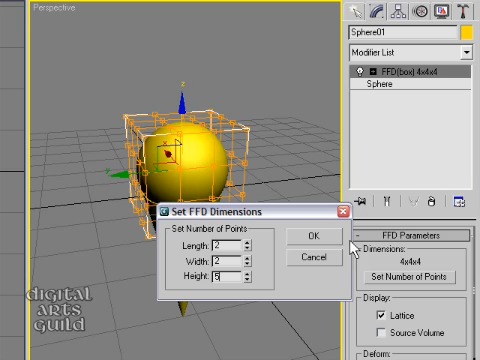 Perspective
Sphere01
Modifier List
FFD(box) 4x4x4
Sphere
z
x
Set FFD Dimensions
Set Number of Points
Length: 2
Width: 2
Height: 5
OK
Cancel
FFD Parameters
Dimensions:
4x4x4
Set Number of Points
Display:
Lattice
Source Volume
Deform:
digital
arts
guild